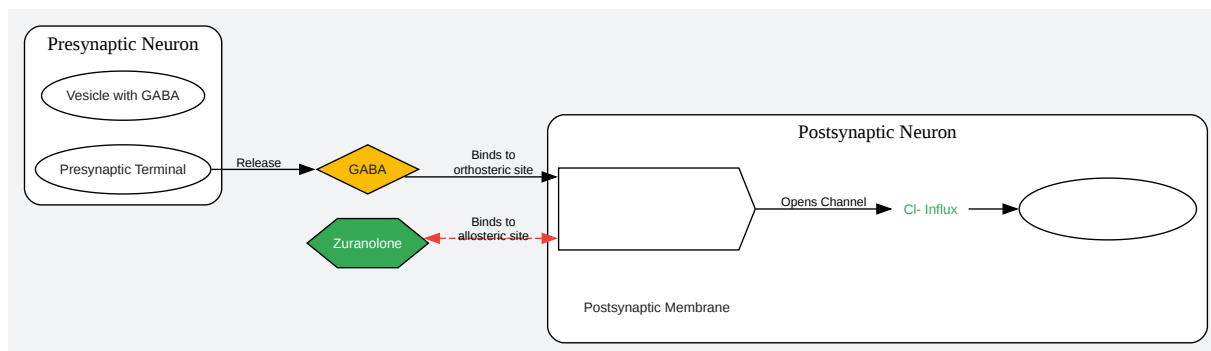 Presynaptic Neuron
Vesicle with GABA
Presynaptic Terminal
Release
GABA
Binds to
orthosteric site
Zuranolone
Binds to
allosteric site
Postsynaptic Neuron
Opens Channel
Cl- Influx
Postsynaptic Membrane